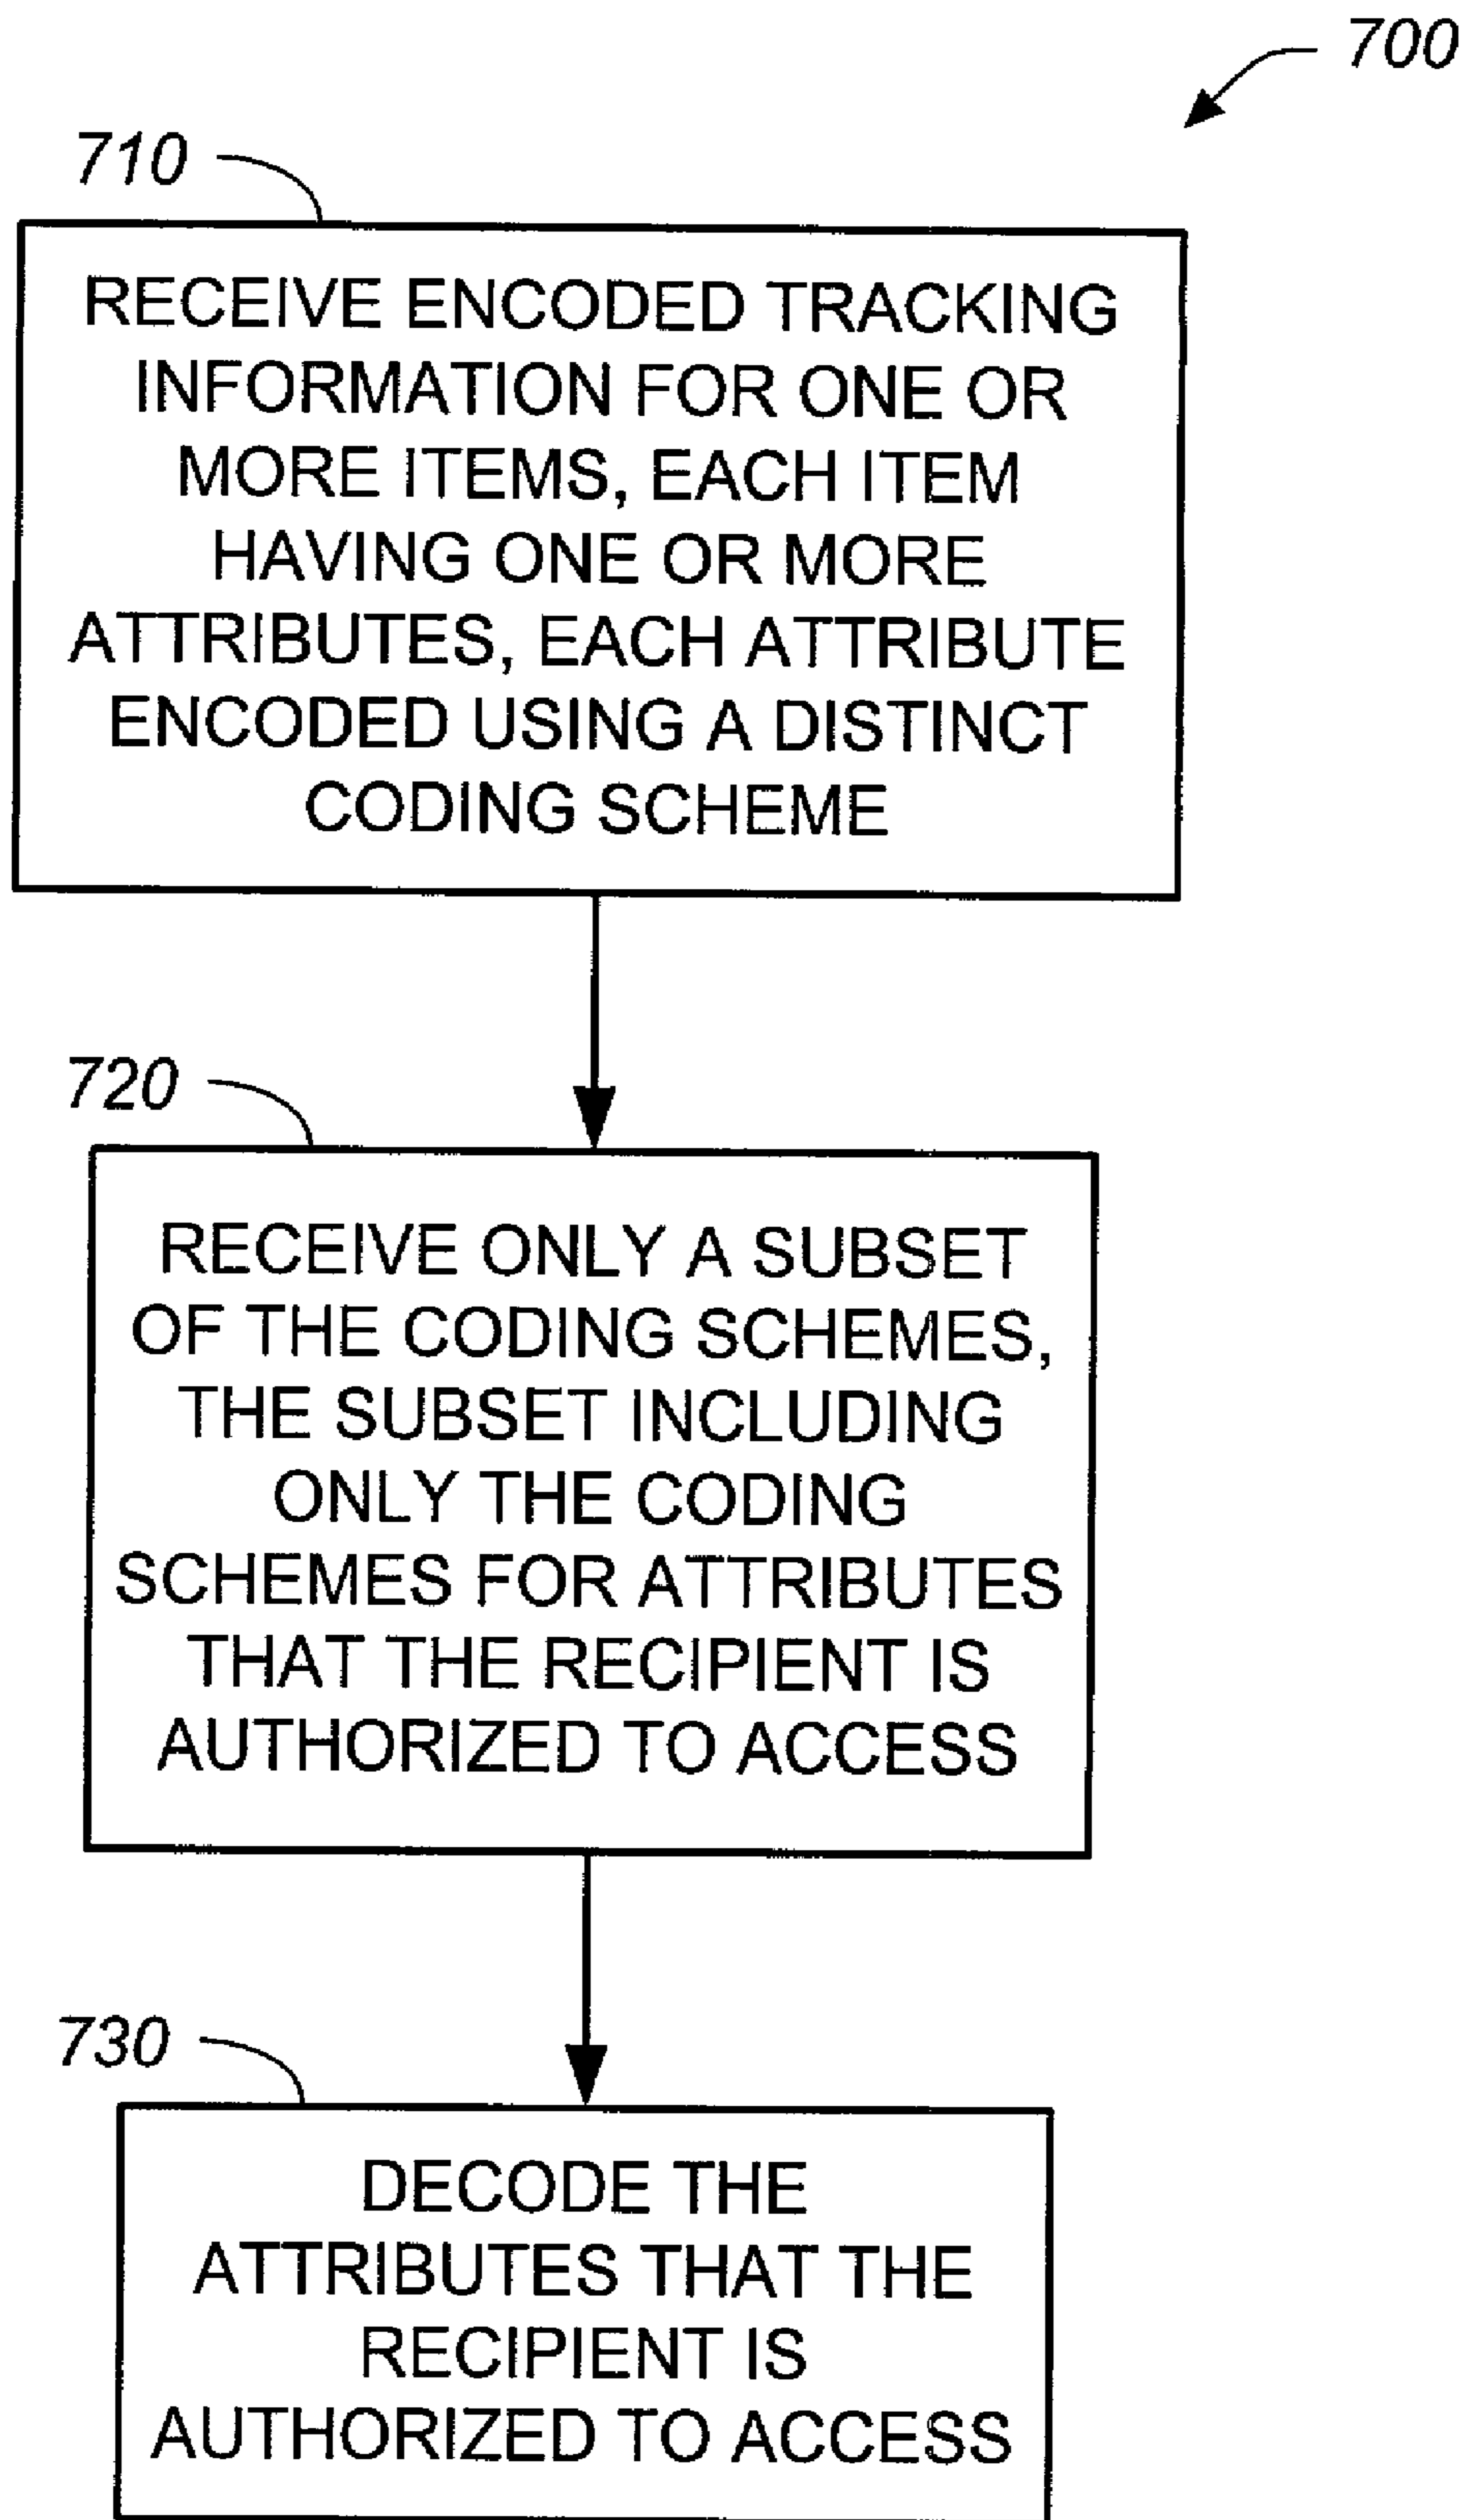 700
710
RECEIVE ENCODED TRACKING
INFORMATION FOR ONE OR
MORE ITEMS, EACH ITEM
HAVING ONE OR MORE
ATTRIBUTES, EACH ATTRIBUTE
ENCODED USING A DISTINCT
CODING SCHEME
720
RECEIVE ONLY A SUBSET
OF THE CODING SCHEMES,
THE SUBSET INCLUDING
ONLY THE CODING
SCHEMES FOR ATTRIBUTES
THAT THE RECIPIENT IS
AUTHORIZED TO ACCESS
730
DECODE THE
ATTRIBUTES THAT THE
RECIPIENT IS
AUTHORIZED TO ACCESS